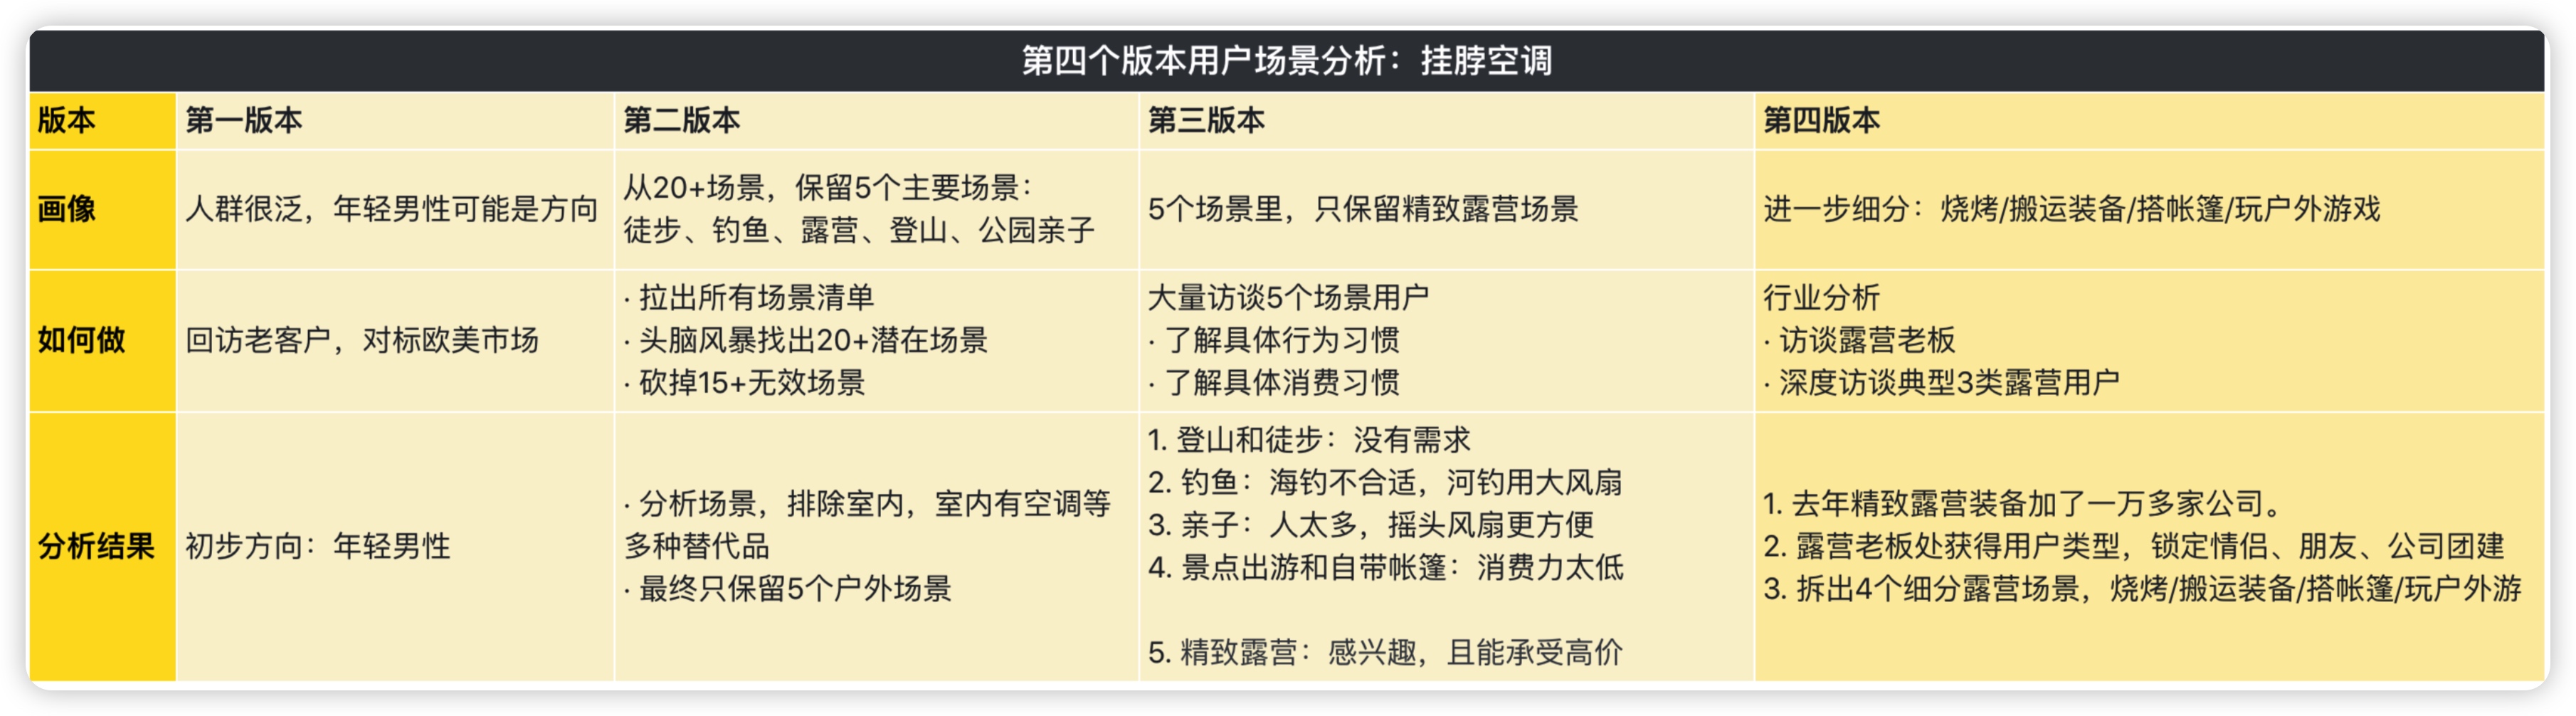 第四个版本用户场景分析：挂脖空调
版本
第一版本
第二版本
第三版本
第四版本
画像
人群很泛，年轻男性可能是方向
从20+场景，保留5个主要场景：
徒步、钓鱼、露营、登山、公园亲子
5个场景里，只保留精致露营场景
进一步细分：烧烤/搬运装备/搭帐篷/玩户外游戏
如何做
回访老客户，对标欧美市场
· 拉出所有场景清单
· 头脑风暴找出20+潜在场景
· 砍掉15+无效场景
大量访谈5个场景用户
· 了解具体行为习惯
· 了解具体消费习惯
行业分析
· 访谈露营老板
· 深度访谈典型3类露营用户
分析结果
初步方向：年轻男性
· 分析场景，排除室内，室内有空调等
多种替代品
· 最终只保留5个户外场景
1. 登山和徒步：没有需求
2. 钓鱼：海钓不合适，河钓用大风扇
3. 亲子：人太多，摇头风扇更方便
4. 景点出游和自带帐篷：消费力太低
5. 精致露营：感兴趣，且能承受高价
1. 去年精致露营装备加了一万多家公司。
2. 露营老板处获得用户类型，锁定情侣、朋友、公司团建
3. 拆出4个细分露营场景，烧烤/搬运装备/搭帐篷/玩户外游